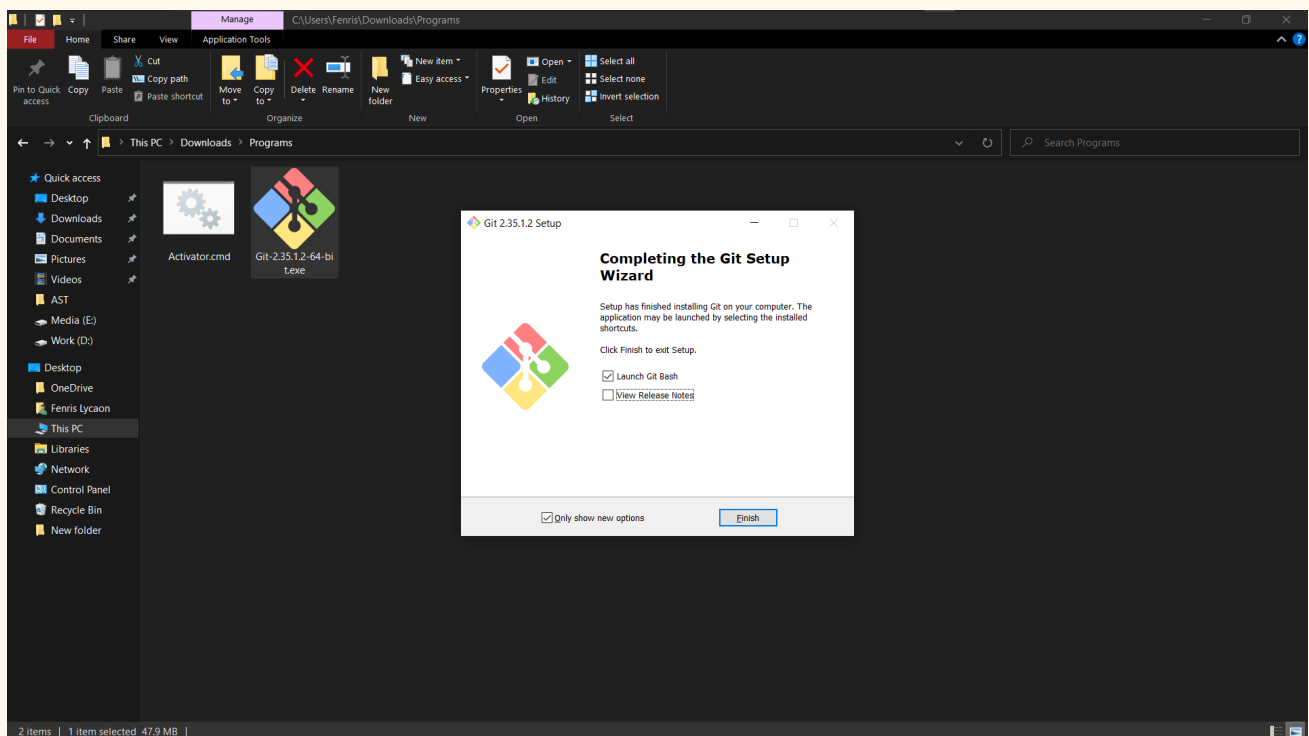 Manage
C:\Users\Fenris\Downloads\Programs
File
Home
Share
View
Application Tools
Pin to Quick access
Copy
Paste
Cut
Copy path
Paste shortcut
Clipboard
Move to
Copy to
Delete
Rename
Organize
New folder
New item
Easy access
New
Properties
Open
Edit
History
Open
Select all
Select none
Invert selection
Select
This PC > Downloads > Programs
Search Programs
Quick access
Desktop
Downloads
Documents
Pictures
Videos
AST
Media (E:)
Work (D:)
Desktop
OneDrive
Fenris Lycaon
This PC
Libraries
Network
Control Panel
Recycle Bin
New folder
Activator.cmd
Git-2.35.1.2-64-bi
t.exe
Git 2.35.1.2 Setup
Completing the Git Setup
Wizard
Setup has finished installing Git on your computer. The
application may be launched by selecting the installed
shortcuts.
Click Finish to exit Setup.
Launch Git Bash
View Release Notes
Only show new options
Finish
2 items | 1 item selected 47.9 MB |